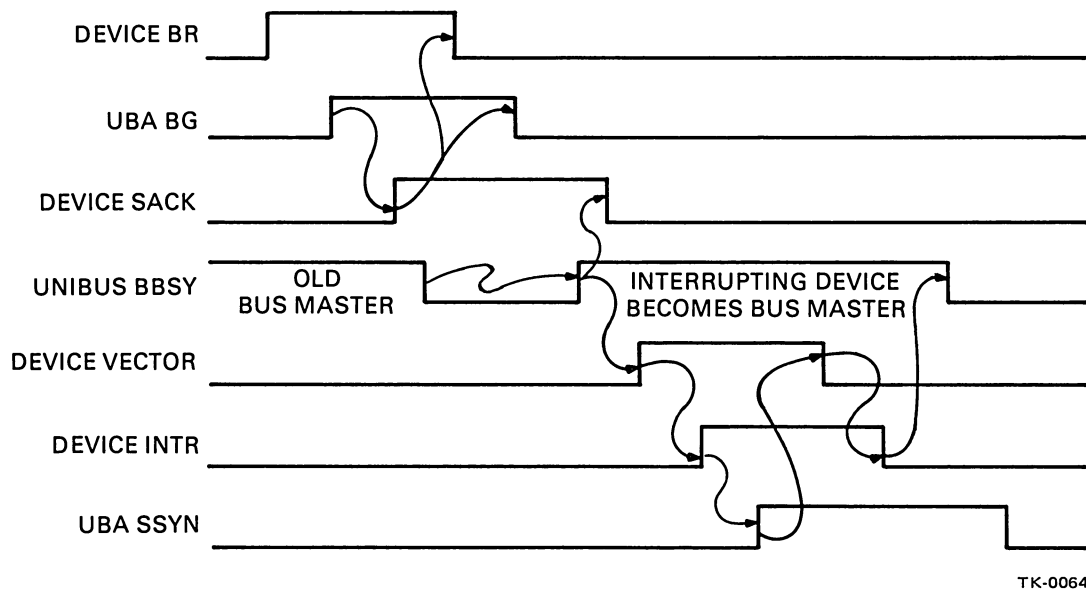 DEVICE BR
UBA BG
DEVICE SACK
UNIBUS BBSY
OLD
BUS MASTER
INTERRUPTING DEVICE
BECOMES BUS MASTER
DEVICE VECTOR
DEVICE INTR
UBA SSYN
TK-0064